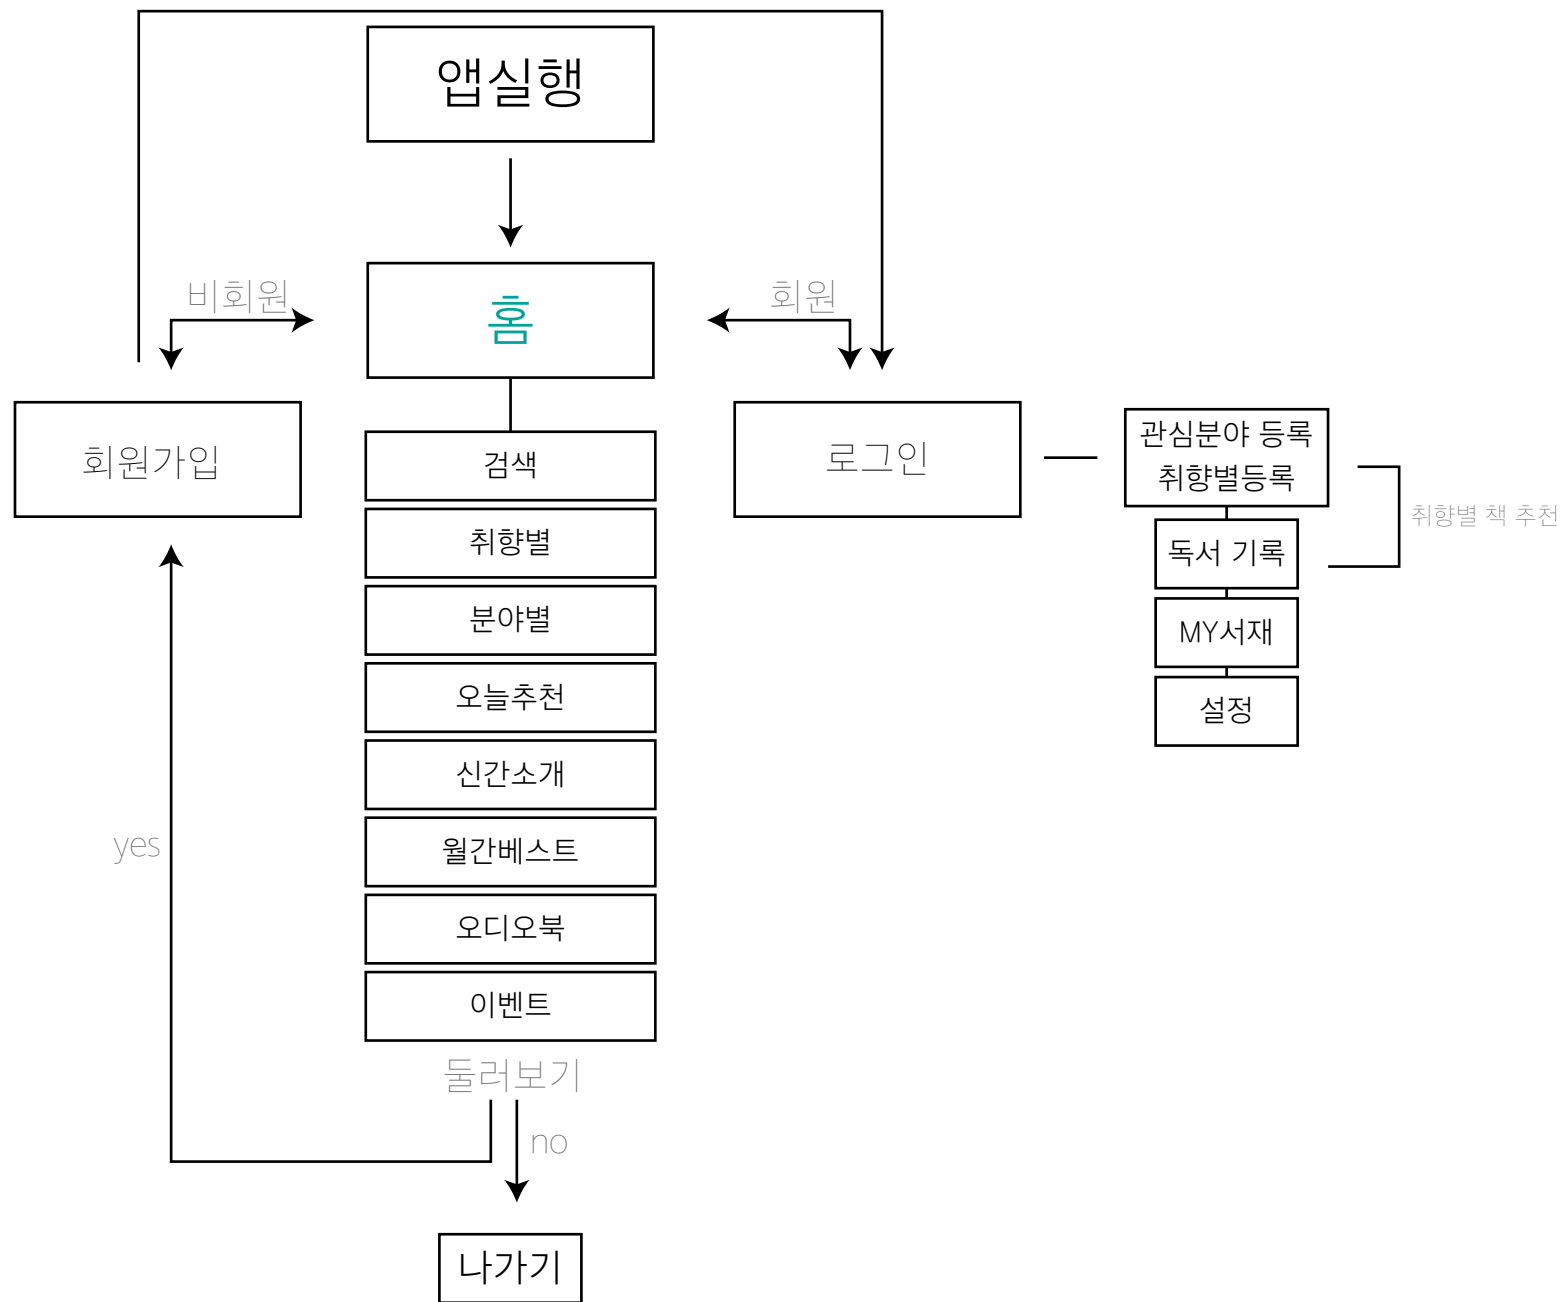 앱실행
비회원
홈
회원
회원가입
로그인
관심분야 등록
취향별등록
독서 기록
MY서재
설정
취향별 책 추천
검색
취향별
분야별
오늘추천
신간소개
월간베스트
오디오북
이벤트
둘러보기
yes
no
나가기